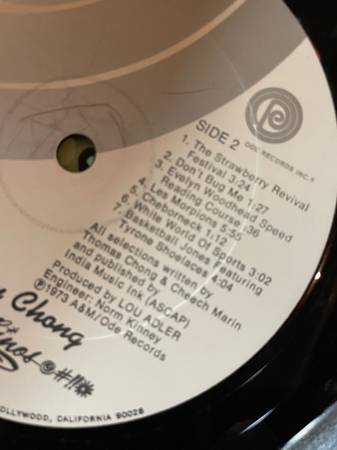 SIDE 2
ODE RECORDS INC.®
1. The Strawberry Revival
Festival 3:24
2. Don't Bug Me 1:27
3. Evelyn Woodhead Speed
Reading Course :36
4. Les Morpions 5:55
5. Cheborneck 1:12
6. White World Of Sports 3:02
7. Basketball Jones Featuring
Tyrone Shoelaces 4:04
All selections written by
Thomas Chong & Cheech Marin
and published by
India Music Ink (ASCAP)
Produced by LOU ADLER
Engineer: Norm Kinney
℗1973 A&M/Ode Records
Chong
OLLYWOOD, CALIFORNIA 90028